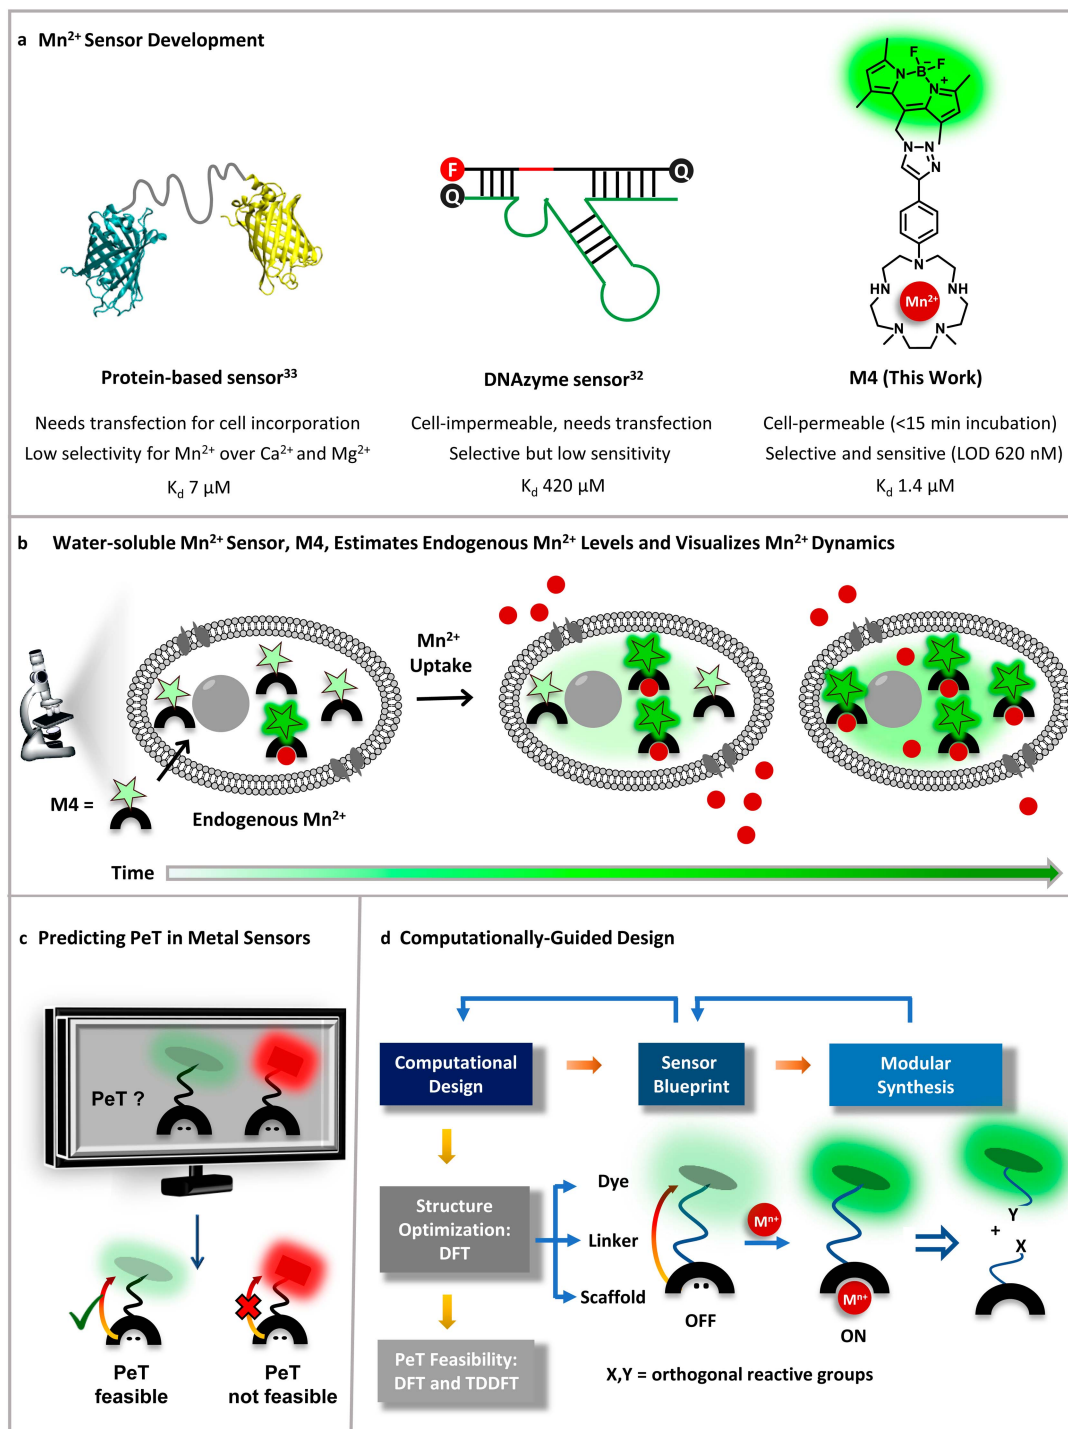 a Mn²⁺ Sensor Development
F
Q
Q
F
F
B⁻
N
N⁺
N
N
N
N
HN
HN
Mn²⁺
N
N
Protein-based sensor³³
DNAzyme sensor³²
M4 (This Work)
Needs transfection for cell incorporation
Low selectivity for Mn²⁺ over Ca²⁺ and Mg²⁺
K_d 7 µM
Cell-impermeable, needs transfection
Selective but low sensitivity
K_d 420 µM
Cell-permeable (<15 min incubation)
Selective and sensitive (LOD 620 nM)
K_d 1.4 µM
b Water-soluble Mn²⁺ Sensor, M4, Estimates Endogenous Mn²⁺ Levels and Visualizes Mn²⁺ Dynamics
Mn²⁺
Uptake
M4 =
Endogenous Mn²⁺
Time
c Predicting PeT in Metal Sensors
PeT ?
PeT
feasible
PeT
not feasible
d Computationally-Guided Design
Computational
Design
Sensor
Blueprint
Modular
Synthesis
Structure
Optimization:
DFT
PeT Feasibility:
DFT and TDDFT
Dye
Linker
Scaffold
OFF
Mⁿ⁺
Mⁿ⁺
ON
Y
+
X
X,Y = orthogonal reactive groups